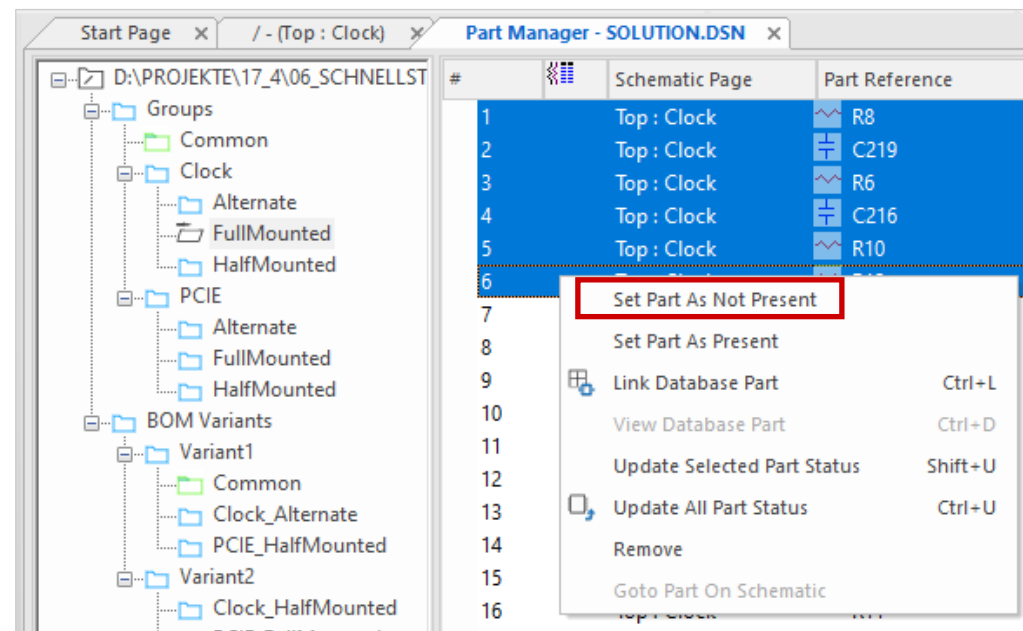 Start Page
/ - (Top : Clock)
Part Manager - SOLUTION.DSN
D:\PROJEKTE\17_4\06_SCHNELLST
Groups
Common
Clock
Alternate
FullMounted
HalfMounted
PCIE
Alternate
FullMounted
HalfMounted
BOM Variants
Variant1
Common
Clock_Alternate
PCIE_HalfMounted
Variant2
Clock_HalfMounted
# Schematic Page Part Reference
1 Top : Clock R8
2 Top : Clock C219
3 Top : Clock R6
4 Top : Clock C216
5 Top : Clock R10
6
7
8
9
10
11
12
13
14
15
16
Set Part As Not Present
Set Part As Present
Link Database Part Ctrl+L
View Database Part Ctrl+D
Update Selected Part Status Shift+U
Update All Part Status Ctrl+U
Remove
Goto Part On Schematic